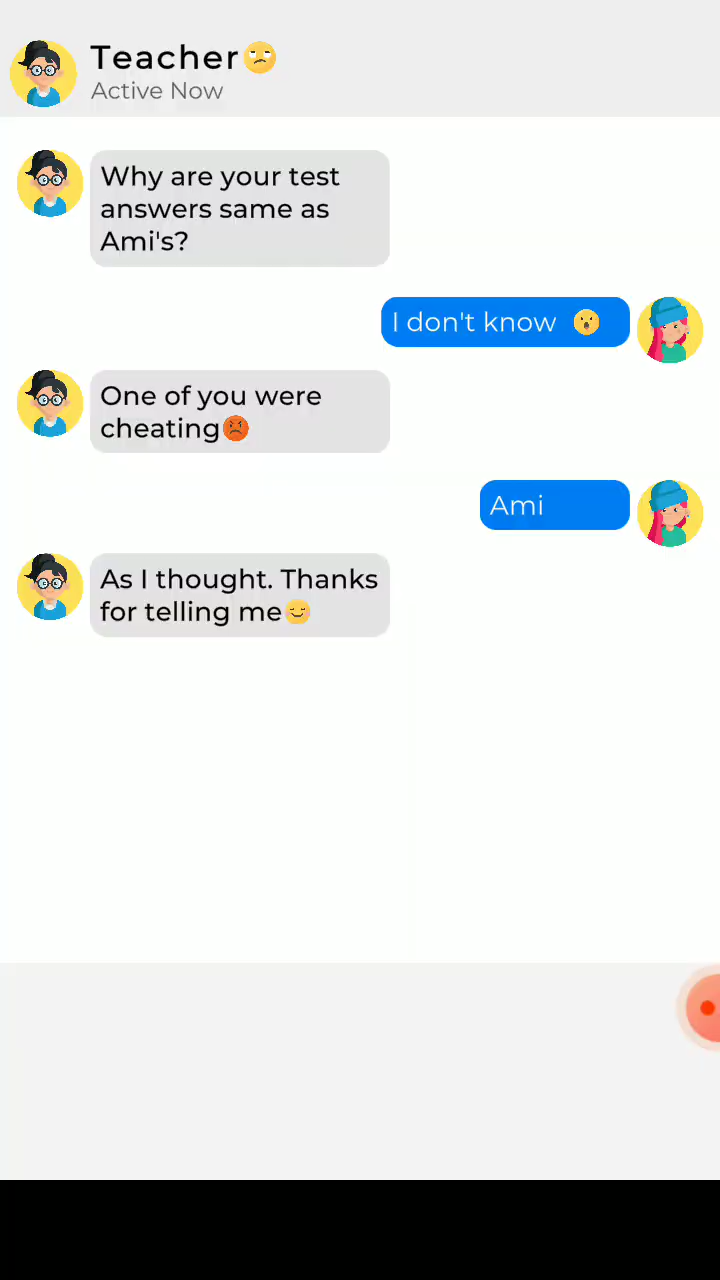 Teacher🙄
Active Now
Why are your test
answers same as
Ami's?
I don't know 😮
One of you were
cheating😡
Ami
As I thought. Thanks
for telling me😌